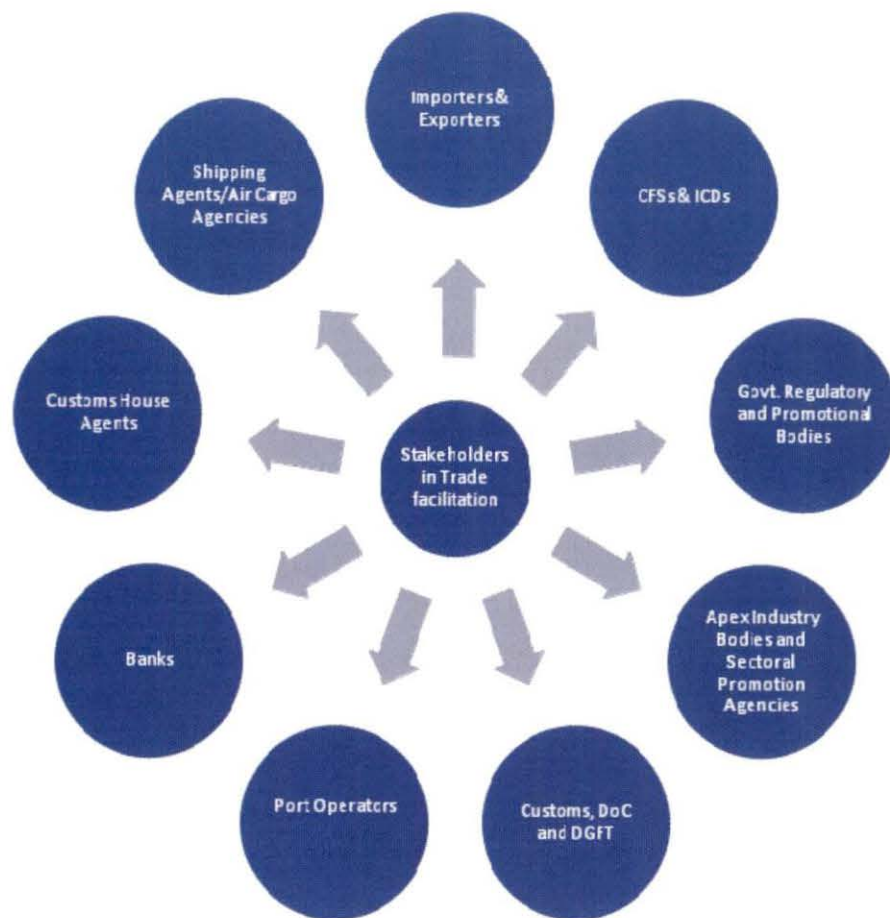 Importers &
Exporters
CFSs & ICDs
Govt. Regulatory
and Promotional
Bodies
Apex Industry
Bodies and
Sectoral
Promotion
Agencies
Customs, DoC
and DGFT
Port Operators
Banks
Customs House
Agents
Shipping
Agents/Air Cargo
Agencies
Stakeholders
in Trade
facilitation